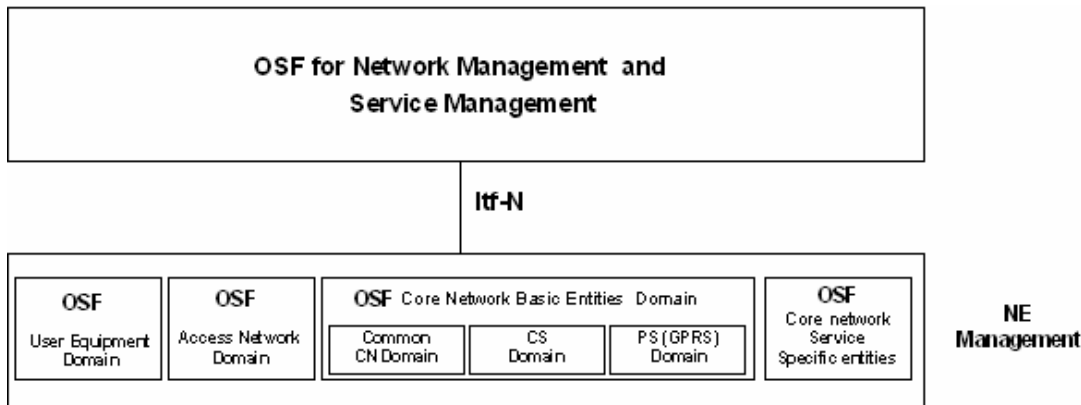 OSF for Network Management and
Service Management
Itf-N
OSF
User Equipment
Domain
OSF
Access Network
Domain
OSF Core Network Basic Entities Domain
Common
CN Domain
CS
Domain
PS (GPRS)
Domain
OSF
Core network
Service
Specific entities
NE
Management